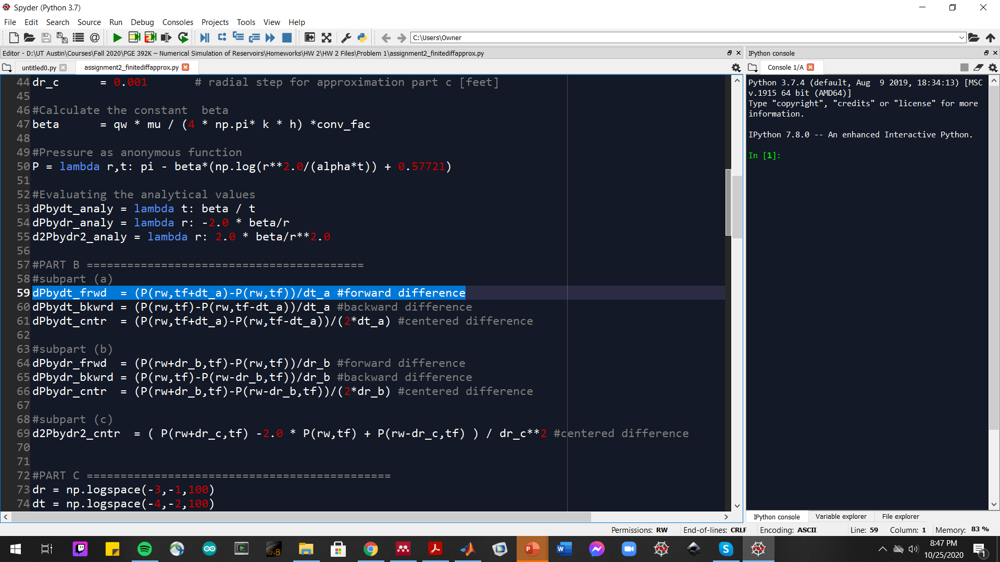 Spyder (Python 3.7)
File Edit Search Source Run Debug Consoles Projects Tools View Help
C:\Users\Owner
Editor - D:\UT Austin\Courses\Fall 2020\PGE 392K – Numerical Simulation of Reservoirs\Homeworks\HW 2\HW 2 Files\Problem 1\assignment2_finitediffapprox.py
untitled0.py assignment2_finitediffapprox.py
44 dr_c      = 0.001       # radial step for approximation part c [feet]
45
46 #Calculate the constant  beta
47 beta      = qw * mu / (4 * np.pi* k * h) *conv_fac
48
49 #Pressure as anonymous function
50 P = lambda r,t: pi - beta*(np.log(r**2.0/(alpha*t)) + 0.57721)
51
52 #Evaluating the analytical values
53 dPbydt_analy = lambda t: beta / t
54 dPbydr_analy = lambda r: -2.0 * beta/r
55 d2Pbydr2_analy = lambda r: 2.0 * beta/r**2.0
56
57 #PART B =========================================
58 #subpart (a)
59 dPbydt_frwd  = (P(rw,tf+dt_a)-P(rw,tf))/dt_a #forward difference
60 dPbydt_bkwrd = (P(rw,tf)-P(rw,tf-dt_a))/dt_a #backward difference
61 dPbydt_cntr  = (P(rw,tf+dt_a)-P(rw,tf-dt_a))/(2*dt_a) #centered difference
62
63 #subpart (b)
64 dPbydr_frwd  = (P(rw+dr_b,tf)-P(rw,tf))/dr_b #forward difference
65 dPbydr_bkwrd = (P(rw,tf)-P(rw-dr_b,tf))/dr_b #backward difference
66 dPbydr_cntr  = (P(rw+dr_b,tf)-P(rw-dr_b,tf))/(2*dr_b) #centered difference
67
68 #subpart (c)
69 d2Pbydr2_cntr  = ( P(rw+dr_c,tf) -2.0 * P(rw,tf) + P(rw-dr_c,tf) ) / dr_c**2 #centered difference
70
71
72 #PART C =============================================
73 dr = np.logspace(-3,-1,100)
74 dt = np.logspace(-4,-2,100)
IPython console
Console 1/A
Python 3.7.4 (default, Aug  9 2019, 18:34:13) [MSC
v.1915 64 bit (AMD64)]
Type "copyright", "credits" or "license" for more
information.
IPython 7.8.0 -- An enhanced Interactive Python.
In [1]:
IPython console Variable explorer File explorer
Permissions: RW End-of-lines: CRLF Encoding: ASCII Line: 59 Column: 1 Memory: 83 %
SN8
8:47 PM
10/25/2020
1